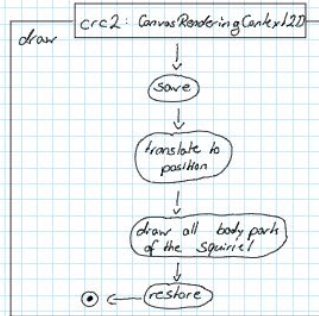 crc2: CanvasRenderingContext2D
draw
save
translate to
position
draw all body parts
of the squirrel
restore